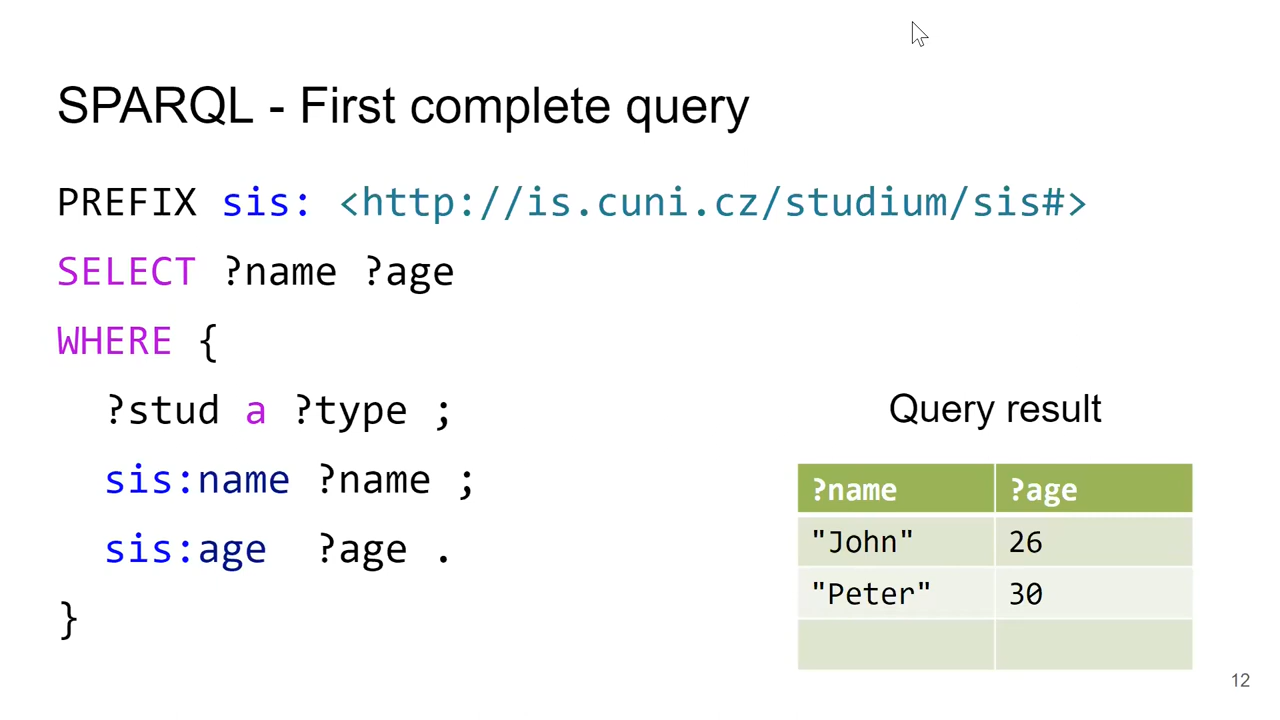 SPARQL - First complete query
PREFIX sis: <http://is.cuni.cz/studium/sis#>
SELECT ?name ?age
WHERE {
?stud a ?type ;
sis:name ?name ;
sis:age ?age .
}
Query result
?name ?age
"John" 26
"Peter" 30
12